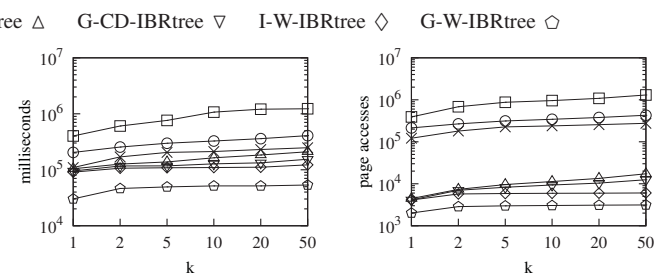 ree △ G-CD-IBRtree ▽ I-W-IBRtree ◇ G-W-IBRtree ⬠
milliseconds
10^7
10^6
10^5
10^4
1 2 5 10 20 50
k
page accesses
10^7
10^6
10^5
10^4
10^3
1 2 5 10 20 50
k